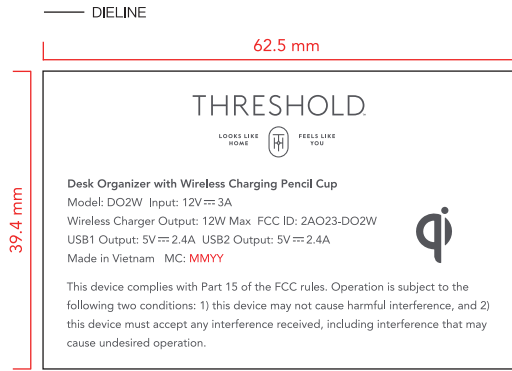 DIELINE
62.5 mm
39.4 mm
THRESHOLD™
LOOKS LIKE HOME
FEELS LIKE YOU
Desk Organizer with Wireless Charging Pencil Cup
Model: DO2W Input: 12V⎓3A
Wireless Charger Output: 12W Max FCC ID: 2AO23-DO2W
USB1 Output: 5V⎓2.4A USB2 Output: 5V⎓2.4A
Made in Vietnam MC: MMYY
qi
This device complies with Part 15 of the FCC rules. Operation is subject to the
following two conditions: 1) this device may not cause harmful interference, and 2)
this device must accept any interference received, including interference that may
cause undesired operation.